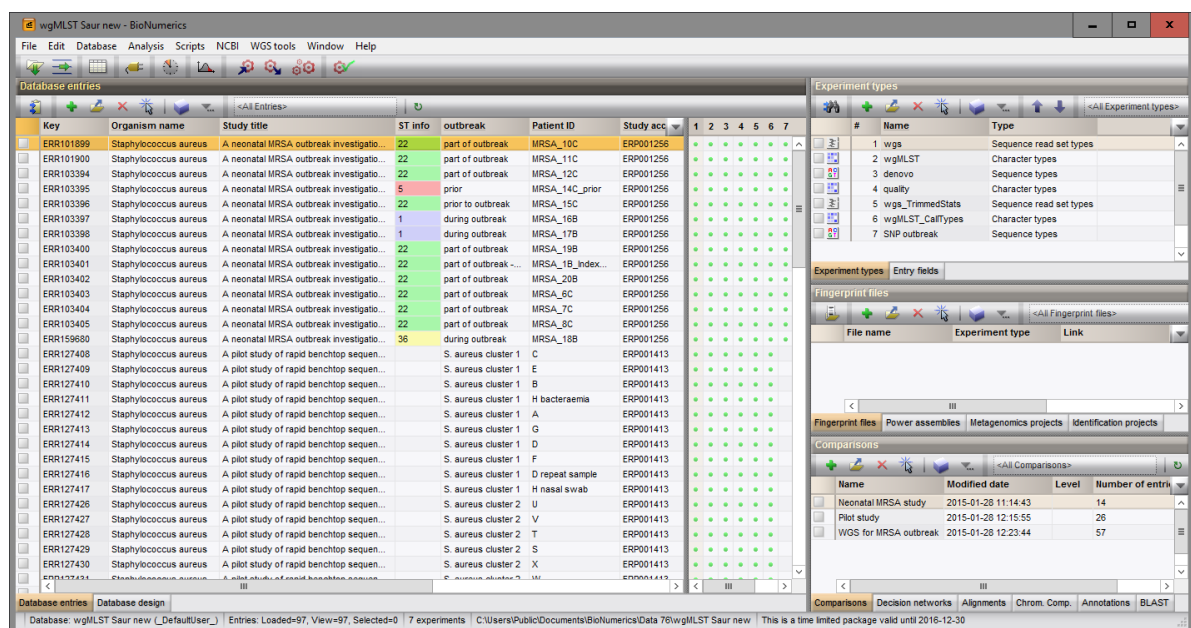 wgMLST Saur new - BioNumerics
File Edit Database Analysis Scripts NCBI WGS tools Window Help
Database entries
<All Entries>
Key Organism name Study title ST info outbreak Patient ID Study acc 1 2 3 4 5 6 7
ERR101899 Staphylococcus aureus A neonatal MRSA outbreak investigatio... 22 part of outbreak MRSA_10C ERP001256
ERR101900 Staphylococcus aureus A neonatal MRSA outbreak investigatio... 22 part of outbreak MRSA_11C ERP001256
ERR103394 Staphylococcus aureus A neonatal MRSA outbreak investigatio... 22 part of outbreak MRSA_12C ERP001256
ERR103395 Staphylococcus aureus A neonatal MRSA outbreak investigatio... 5 prior MRSA_14C_prior ERP001256
ERR103396 Staphylococcus aureus A neonatal MRSA outbreak investigatio... 22 prior to outbreak MRSA_15C ERP001256
ERR103397 Staphylococcus aureus A neonatal MRSA outbreak investigatio... 1 during outbreak MRSA_16B ERP001256
ERR103398 Staphylococcus aureus A neonatal MRSA outbreak investigatio... 1 during outbreak MRSA_17B ERP001256
ERR103400 Staphylococcus aureus A neonatal MRSA outbreak investigatio... 22 part of outbreak MRSA_19B ERP001256
ERR103401 Staphylococcus aureus A neonatal MRSA outbreak investigatio... 22 part of outbreak -... MRSA_1B_Index... ERP001256
ERR103402 Staphylococcus aureus A neonatal MRSA outbreak investigatio... 22 part of outbreak MRSA_20B ERP001256
ERR103403 Staphylococcus aureus A neonatal MRSA outbreak investigatio... 22 part of outbreak MRSA_6C ERP001256
ERR103404 Staphylococcus aureus A neonatal MRSA outbreak investigatio... 22 part of outbreak MRSA_7C ERP001256
ERR103405 Staphylococcus aureus A neonatal MRSA outbreak investigatio... 22 part of outbreak MRSA_8C ERP001256
ERR159680 Staphylococcus aureus A neonatal MRSA outbreak investigatio... 36 during outbreak MRSA_18B ERP001256
ERR127408 Staphylococcus aureus A pilot study of rapid benchtop sequen... S. aureus cluster 1 C ERP001413
ERR127409 Staphylococcus aureus A pilot study of rapid benchtop sequen... S. aureus cluster 1 E ERP001413
ERR127410 Staphylococcus aureus A pilot study of rapid benchtop sequen... S. aureus cluster 1 B ERP001413
ERR127411 Staphylococcus aureus A pilot study of rapid benchtop sequen... S. aureus cluster 1 H bacteraemia ERP001413
ERR127412 Staphylococcus aureus A pilot study of rapid benchtop sequen... S. aureus cluster 1 A ERP001413
ERR127413 Staphylococcus aureus A pilot study of rapid benchtop sequen... S. aureus cluster 1 G ERP001413
ERR127414 Staphylococcus aureus A pilot study of rapid benchtop sequen... S. aureus cluster 1 D ERP001413
ERR127415 Staphylococcus aureus A pilot study of rapid benchtop sequen... S. aureus cluster 1 F ERP001413
ERR127416 Staphylococcus aureus A pilot study of rapid benchtop sequen... S. aureus cluster 1 D repeat sample ERP001413
ERR127417 Staphylococcus aureus A pilot study of rapid benchtop sequen... S. aureus cluster 1 H nasal swab ERP001413
ERR127426 Staphylococcus aureus A pilot study of rapid benchtop sequen... S. aureus cluster 2 U ERP001413
ERR127427 Staphylococcus aureus A pilot study of rapid benchtop sequen... S. aureus cluster 2 V ERP001413
ERR127428 Staphylococcus aureus A pilot study of rapid benchtop sequen... S. aureus cluster 2 T ERP001413
ERR127429 Staphylococcus aureus A pilot study of rapid benchtop sequen... S. aureus cluster 2 S ERP001413
ERR127430 Staphylococcus aureus A pilot study of rapid benchtop sequen... S. aureus cluster 2 X ERP001413
Database entries Database design
Experiment types
<All Experiment types>
# Name Type
1 wgs Sequence read set types
2 wgMLST Character types
3 denovo Sequence types
4 quality Character types
5 wgs_TrimmedStats Sequence read set types
6 wgMLST_CallTypes Character types
7 SNP outbreak Sequence types
Experiment types Entry fields
Fingerprint files
<All Fingerprint files>
File name Experiment type Link
Fingerprint files Power assemblies Metagenomics projects Identification projects
Comparisons
<All Comparisons>
Name Modified date Level Number of entri
Neonatal MRSA study 2015-01-28 11:14:43 14
Pilot study 2015-01-28 12:15:55 26
WGS for MRSA outbreak 2015-01-28 12:23:44 57
Comparisons Decision networks Alignments Chrom. Comp. Annotations BLAST
Database: wgMLST Saur new (_DefaultUser_) Entries: Loaded=97, View=97, Selected=0 7 experiments C:\Users\Public\Documents\BioNumerics\Data 76\wgMLST Saur new This is a time limited package valid until 2016-12-30